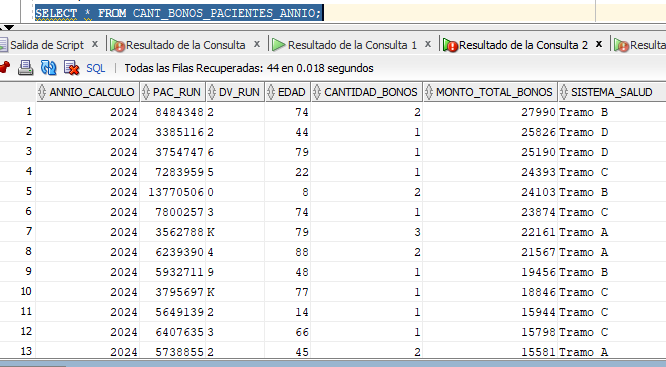 SELECT * FROM CANT_BONOS_PACIENTES_ANNIO;
Salida de Script x Resultado de la Consulta x Resultado de la Consulta 1 x Resultado de la Consulta 2 x Resulta
SQL | Todas las Filas Recuperadas: 44 en 0.018 segundos
ANNIO_CALCULO PAC_RUN DV_RUN EDAD CANTIDAD_BONOS MONTO_TOTAL_BONOS SISTEMA_SALUD
1 2024 8484348 2 74 2 27990 Tramo B
2 2024 3385116 2 44 1 25826 Tramo D
3 2024 3754747 6 79 1 25190 Tramo D
4 2024 7283959 5 22 1 24393 Tramo C
5 2024 13770506 0 8 2 24103 Tramo B
6 2024 7800257 3 74 1 23874 Tramo C
7 2024 3562788 K 79 3 22161 Tramo A
8 2024 6239390 4 88 2 21567 Tramo A
9 2024 5932711 9 48 1 19456 Tramo B
10 2024 3795697 K 77 1 18846 Tramo C
11 2024 5649139 2 14 1 15944 Tramo C
12 2024 6407635 3 66 1 15798 Tramo C
13 2024 5738855 2 45 2 15581 Tramo A